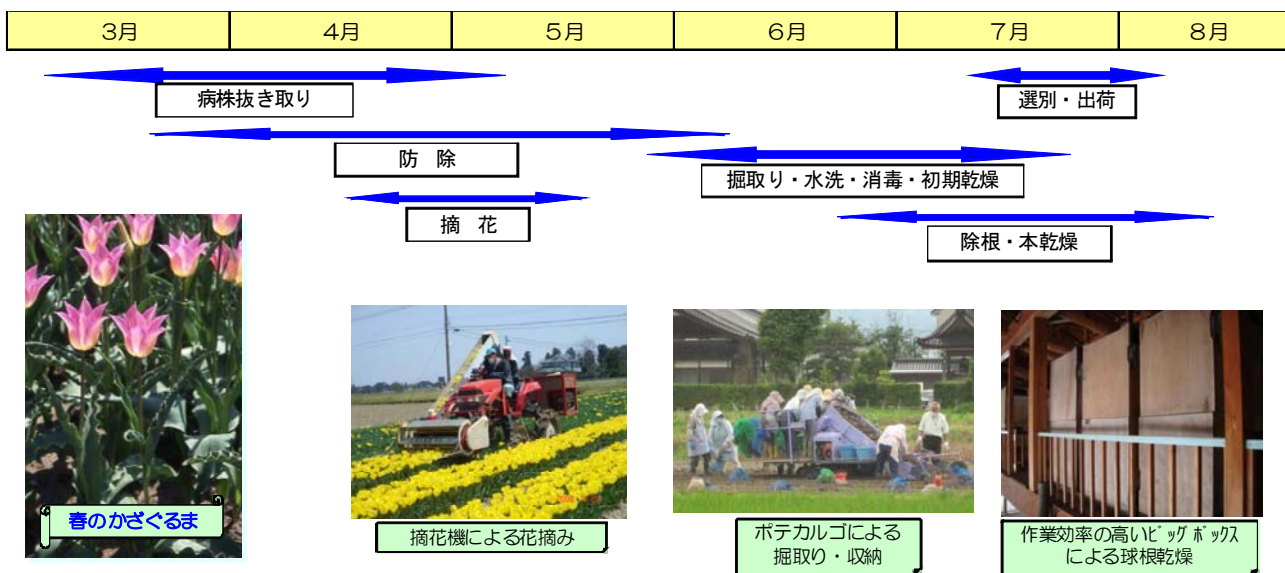 3月 4月 5月 6月 7月 8月
病株抜き取り
選別・出荷
防 除
掘取り・水洗・消毒・初期乾燥
摘 花
除根・本乾燥
春のかざぐるま
摘花機による花摘み
ポテカルゴによる
掘取り・収納
作業効率の高いビッグボックス
による球根乾燥